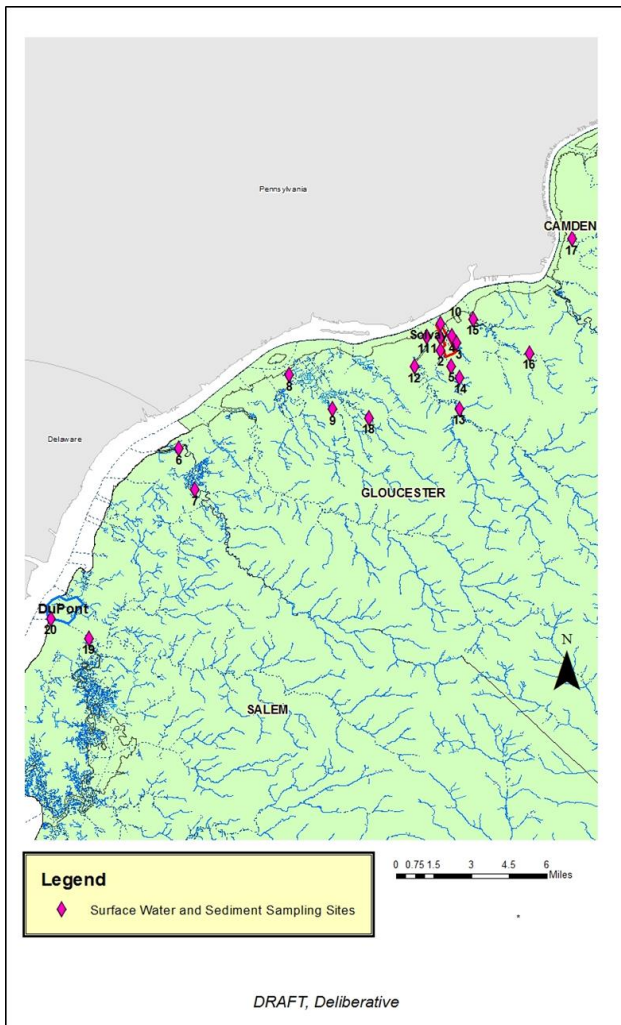 Pennsylvania
CAMDEN
17
10
15
Solvay
11
1
4
3
2
16
12
5
14
8
9
18
13
Delaware
6
7
GLOUCESTER
DuPont
20
19
N
SALEM
Legend
Surface Water and Sediment Sampling Sites
0 0.75 1.5 3 4.5 6
Miles
DRAFT, Deliberative